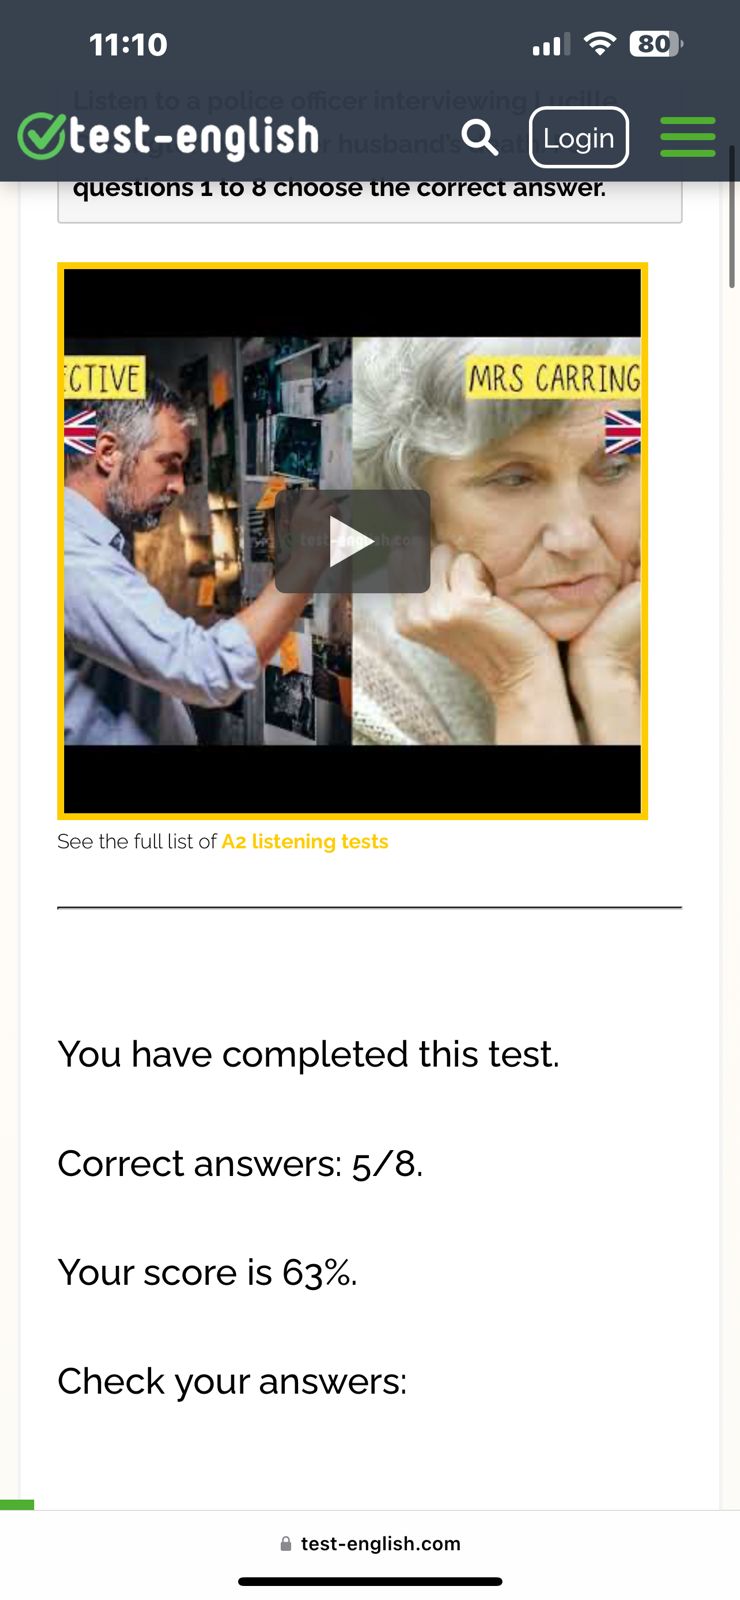 11:10
80
Listen to a police officer interviewing Lucille
test-english
Login
husband's death.
questions 1 to 8 choose the correct answer.
CTIVE
MRS CARRING
test-english.com
See the full list of A2 listening tests
You have completed this test.
Correct answers: 5/8.
Your score is 63%.
Check your answers:
test-english.com